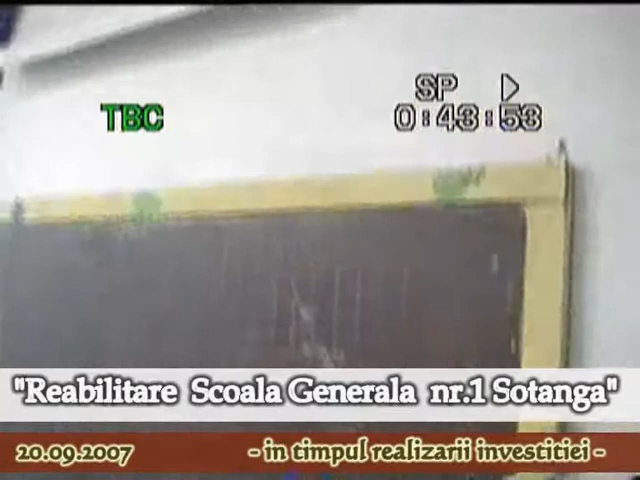 SP
TBC 0:43:53
"Reabilitare Scoala Generala nr.1 Sotanga"
20.09.2007 - in timpul realizarii investitiei -